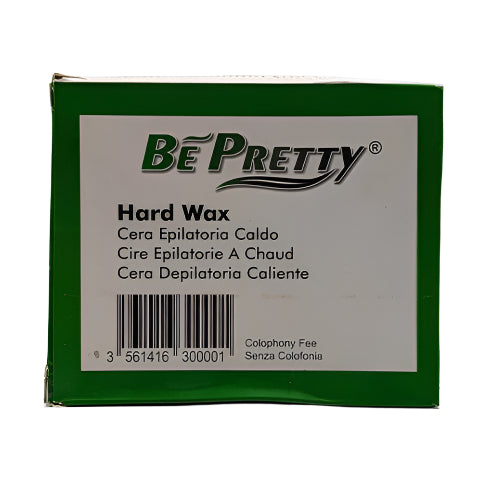 BE PRETTY®
Hard Wax
Cera Epilatoria Caldo
Cire Epilatorie A Chaud
Cera Depilatoria Caliente
3 561416 300001
Colophony Fee
Senza Colofonia